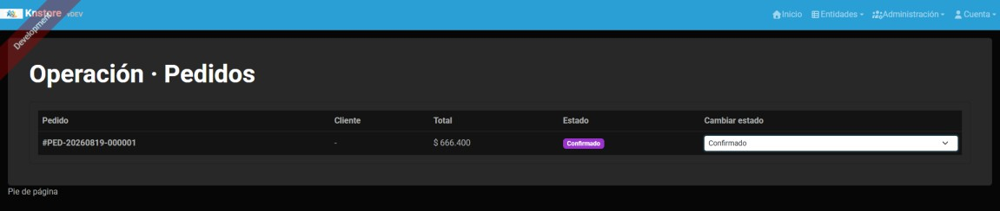 Knstore vDEV
Development
Inicio
Entidades
Administración
Cuenta
Operación · Pedidos
Pedido Cliente Total Estado Cambiar estado
#PED-20260819-000001 - $ 666.400 Confirmado Confirmado
Pie de página